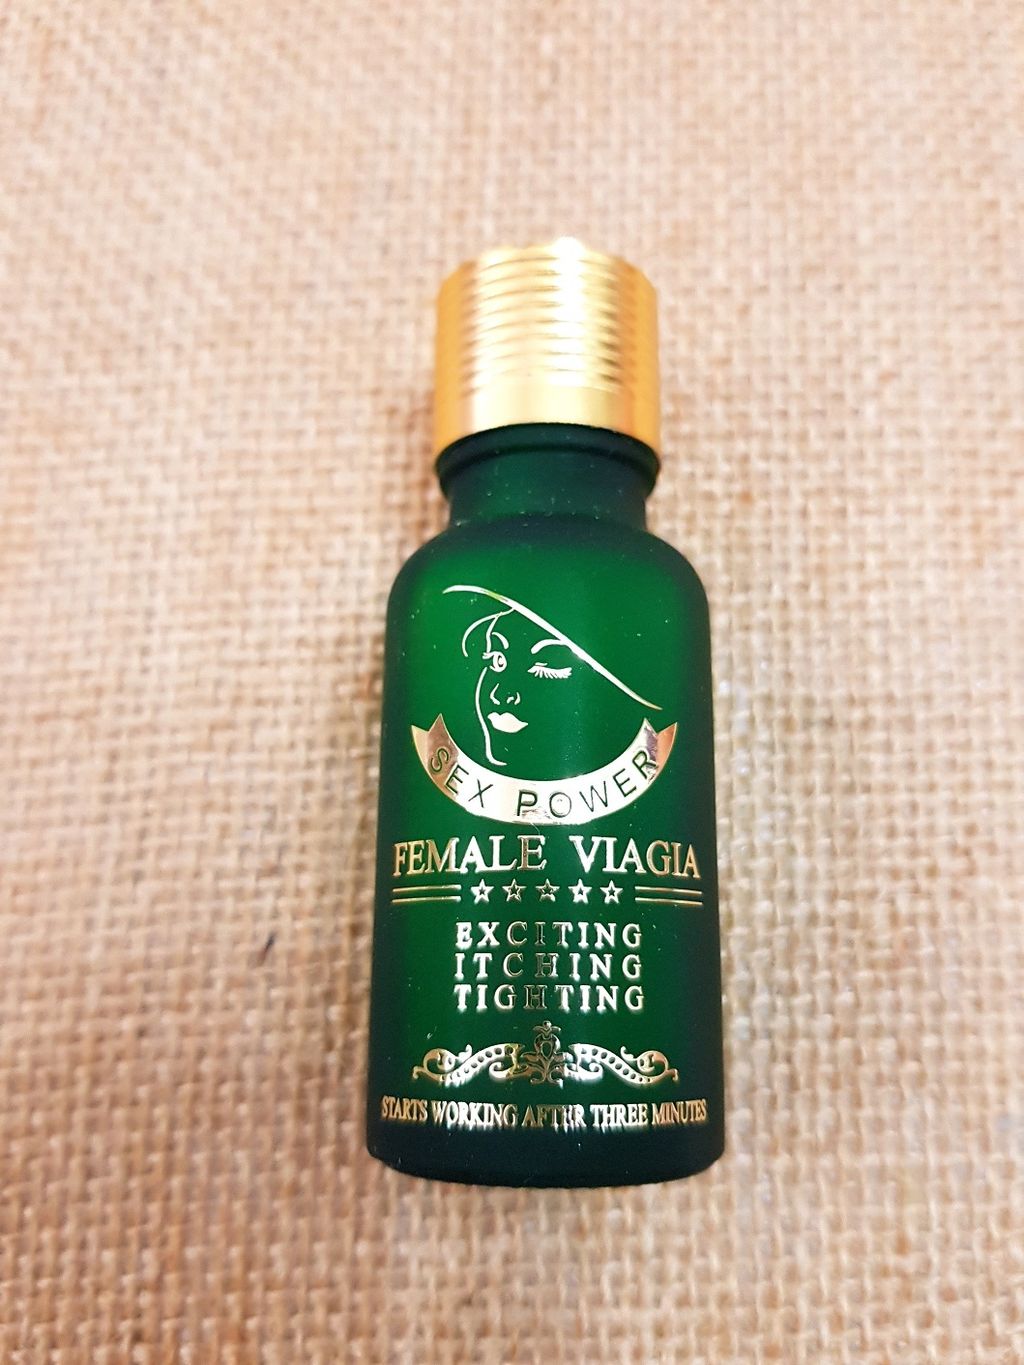 SEX POWER
FEMALE VIAGIA
EXCITING
ITCHING
TIGHTING
STARTS WORKING AFTER THREE MINUTES